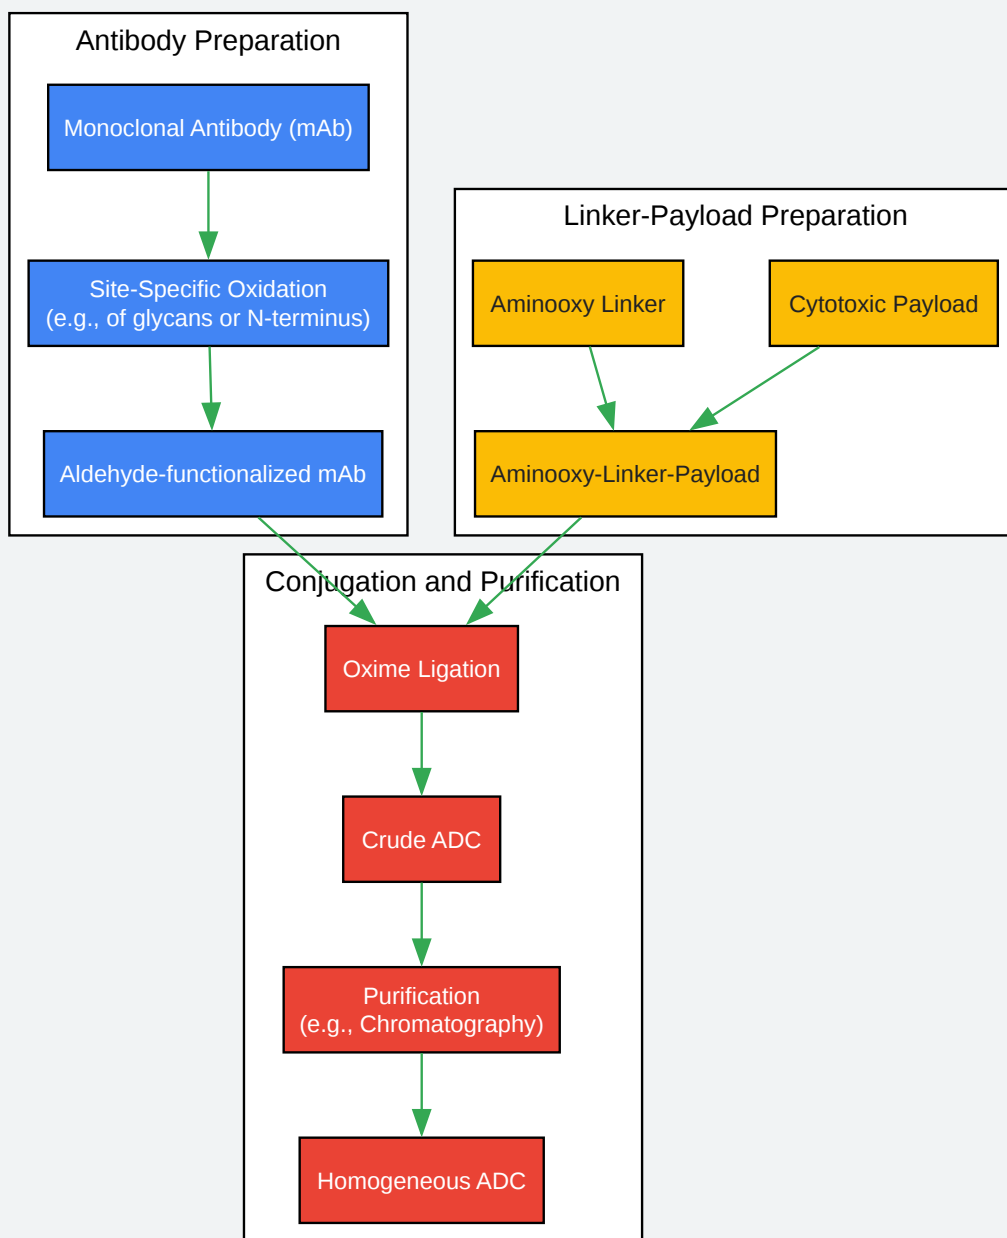 Antibody Preparation
Monoclonal Antibody (mAb)
Site-Specific Oxidation
(e.g., of glycans or N-terminus)
Aldehyde-functionalized mAb
Linker-Payload Preparation
Aminooxy Linker
Cytotoxic Payload
Aminooxy-Linker-Payload
Conjugation and Purification
Oxime Ligation
Crude ADC
Purification
(e.g., Chromatography)
Homogeneous ADC